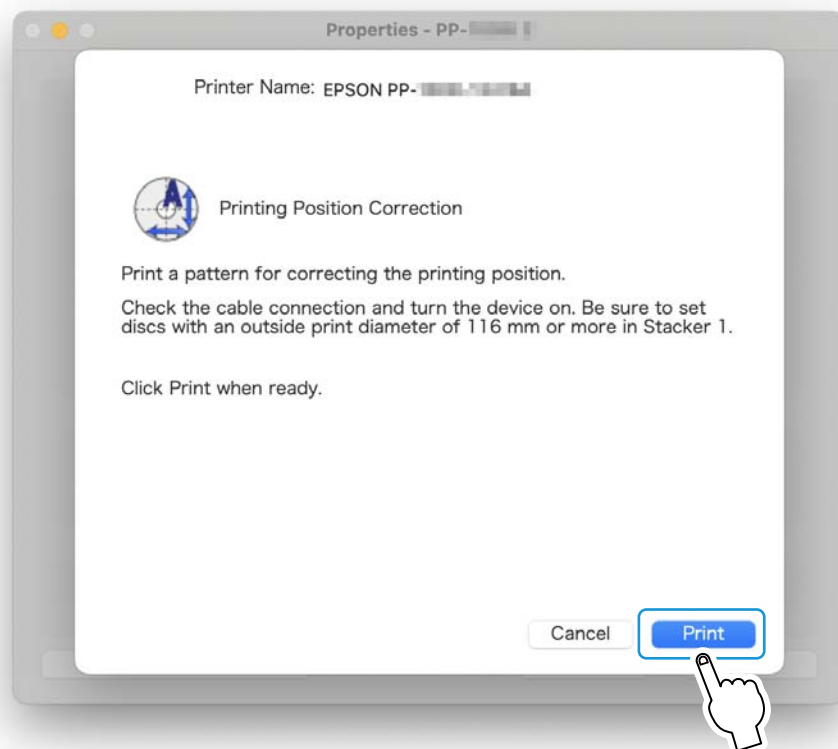 Properties - PP-
Printer Name: EPSON PP-
A
Printing Position Correction
Print a pattern for correcting the printing position.
Check the cable connection and turn the device on. Be sure to set
discs with an outside print diameter of 116 mm or more in Stacker 1.
Click Print when ready.
Cancel Print